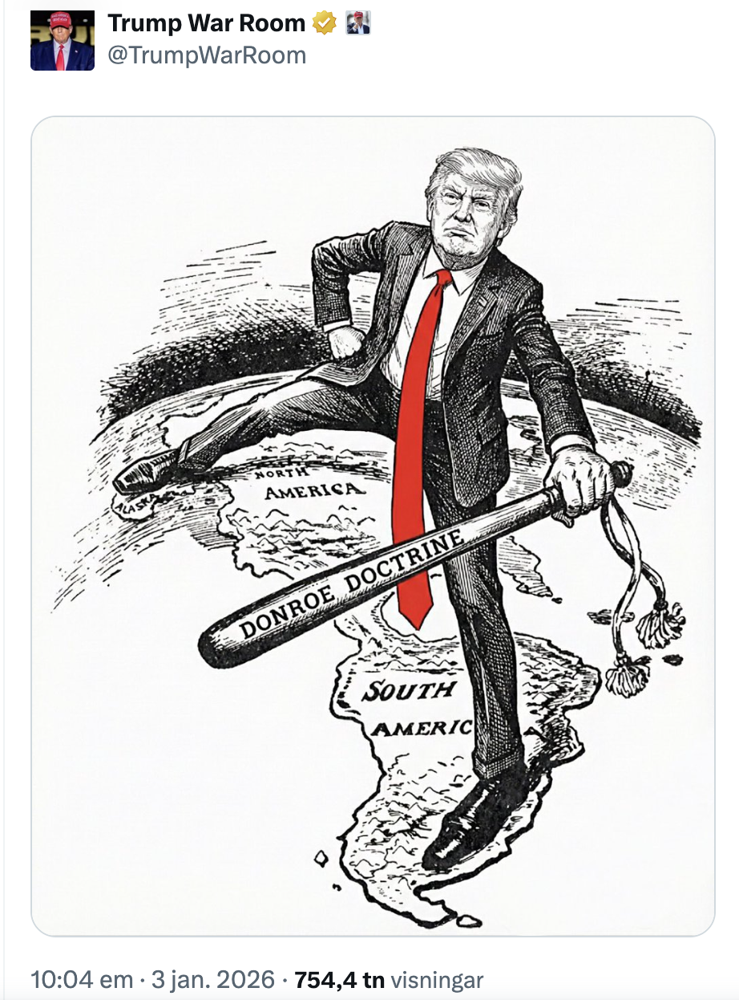 Trump War Room
@TrumpWarRoom
NORTH
AMERICA
ALASKA
DONROE DOCTRINE
SOUTH
AMERIC
10:04 em · 3 jan. 2026 · 754,4 tn visningar